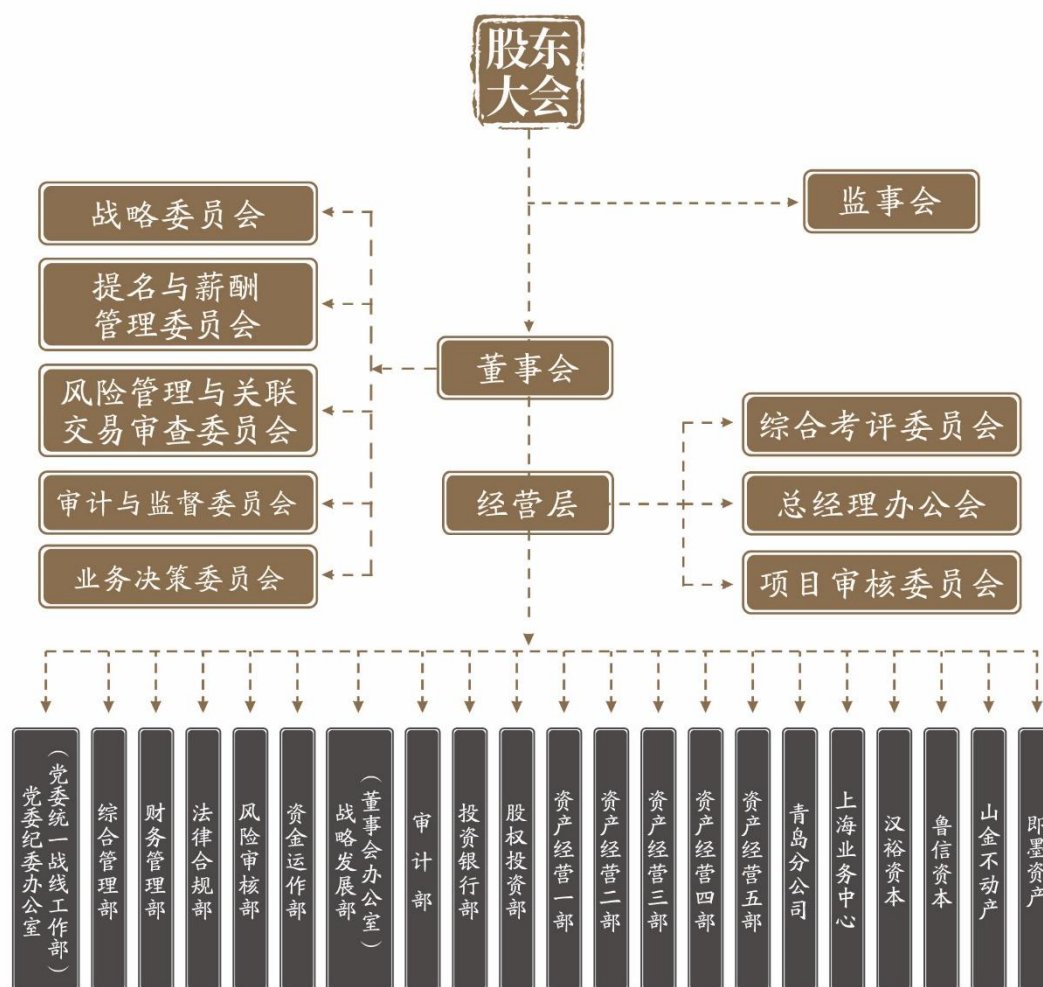 股东
大会
监事会
战略委员会
提名与薪酬
管理委员会
董事会
风险管理与关联
交易审查委员会
综合考评委员会
审计与监督委员会
经营层
总经理办公会
业务决策委员会
项目审核委员会
党委纪委办公室
（党委统一战线工作部）
综合管理部
财务管理部
法律合规部
风险审核部
资金运作部
战略发展部
（董事会办公室）
审计部
投资银行部
股权投资部
资产经营一部
资产经营二部
资产经营三部
资产经营四部
资产经营五部
青岛分公司
上海业务中心
汉裕资本
鲁信资本
山金不动产
即墨资产